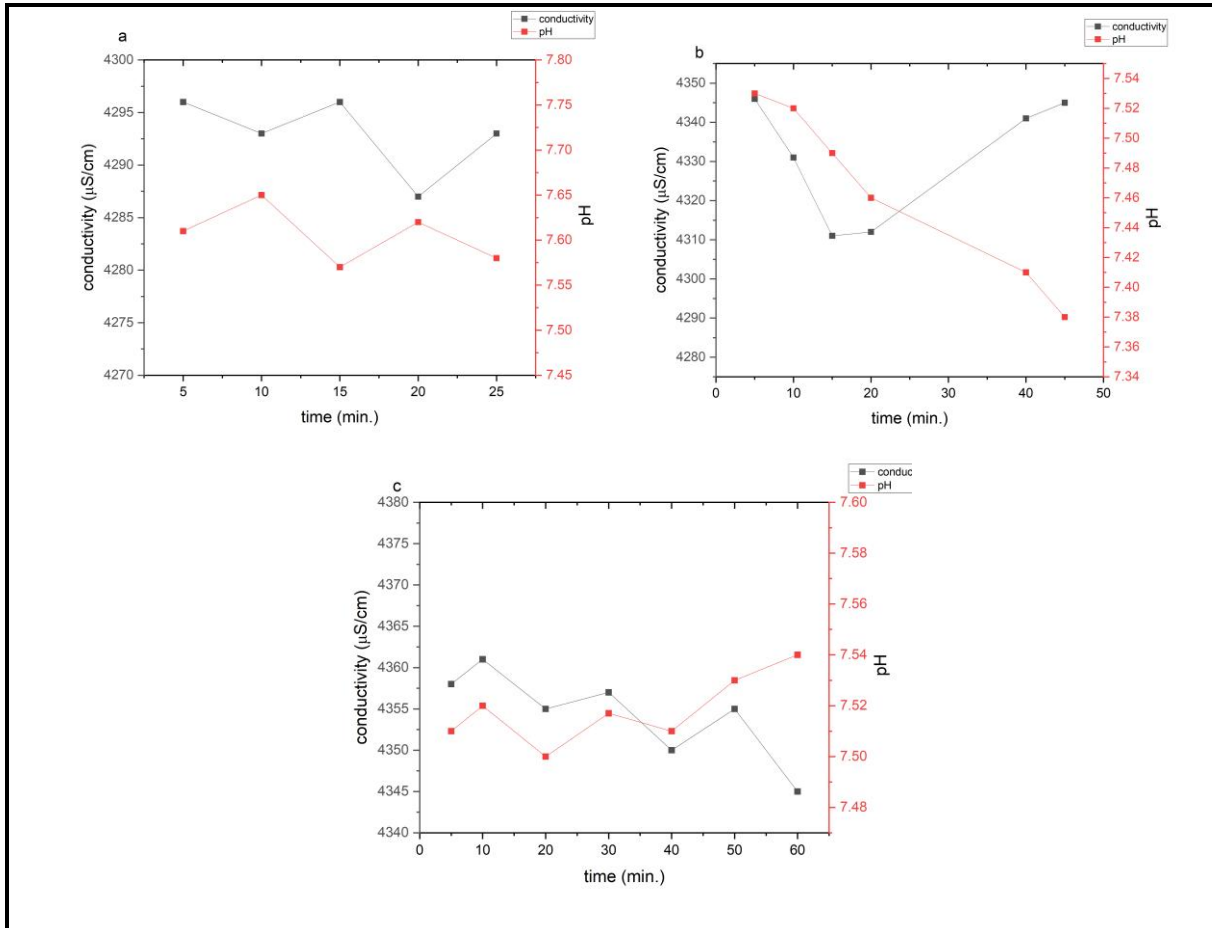 a
conductivity
pH
4300
4295
4290
4285
4280
4275
4270
conductivity (μS/cm)
7.80
7.75
7.70
7.65
7.60
7.55
7.50
7.45
pH
5 10 15 20 25
time (min.)
b
conductivity
pH
4350
4340
4330
4320
4310
4300
4290
4280
conductivity (μS/cm)
7.54
7.52
7.50
7.48
7.46
7.44
7.42
7.40
7.38
7.36
7.34
pH
0 10 20 30 40 50
time (min.)
c
conduc
pH
4380
4375
4370
4365
4360
4355
4350
4345
4340
conductivity (μS/cm)
7.60
7.58
7.56
7.54
7.52
7.50
7.48
pH
0 10 20 30 40 50 60
time (min.)